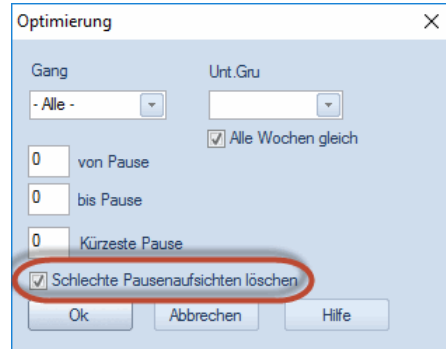 Optimierung
Gang Unt.Gru
- Alle -
Alle Wochen gleich
0 von Pause
0 bis Pause
0 Kürzeste Pause
Schlechte Pausenaufsichten löschen
Ok Abbrechen Hilfe